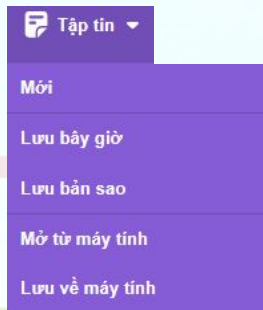 Tập tin
Mới
Lưu bây giờ
Lưu bản sao
Mở từ máy tính
Lưu về máy tính